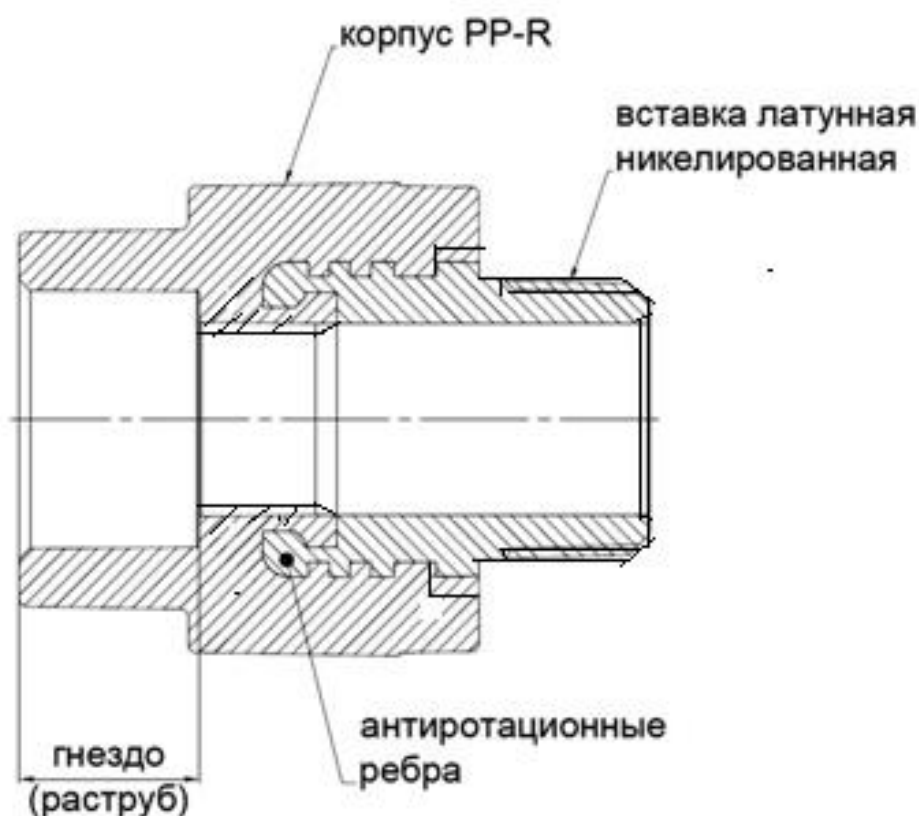 корпус PP-R
вставка латунная
никелированная
антиротационные
ребра
гнездо
(раструб)